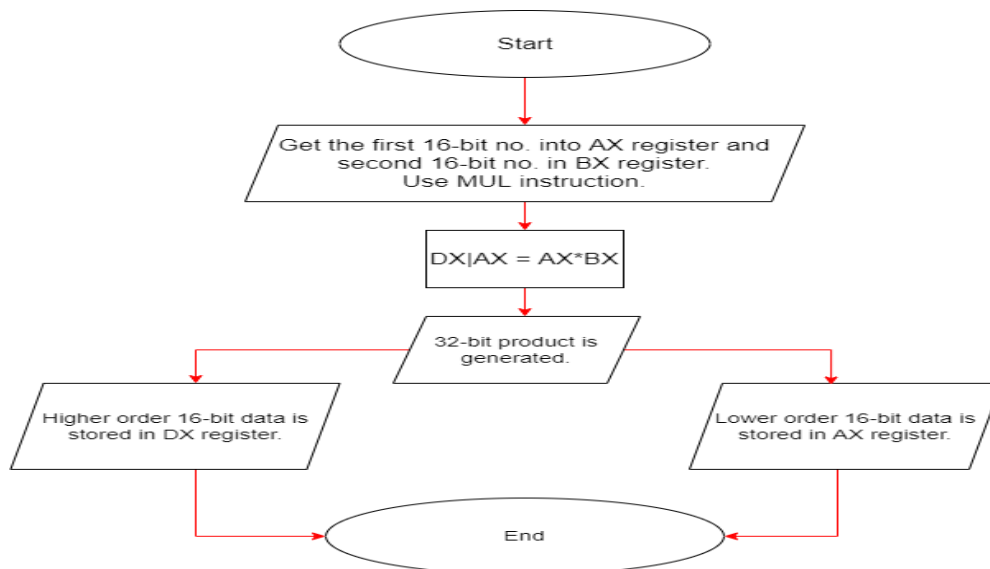 Start
Get the first 16-bit no. into AX register and
second 16-bit no. in BX register.
Use MUL instruction.
DX|AX = AX*BX
32-bit product is
generated.
Higher order 16-bit data is
stored in DX register.
Lower order 16-bit data is
stored in AX register.
End